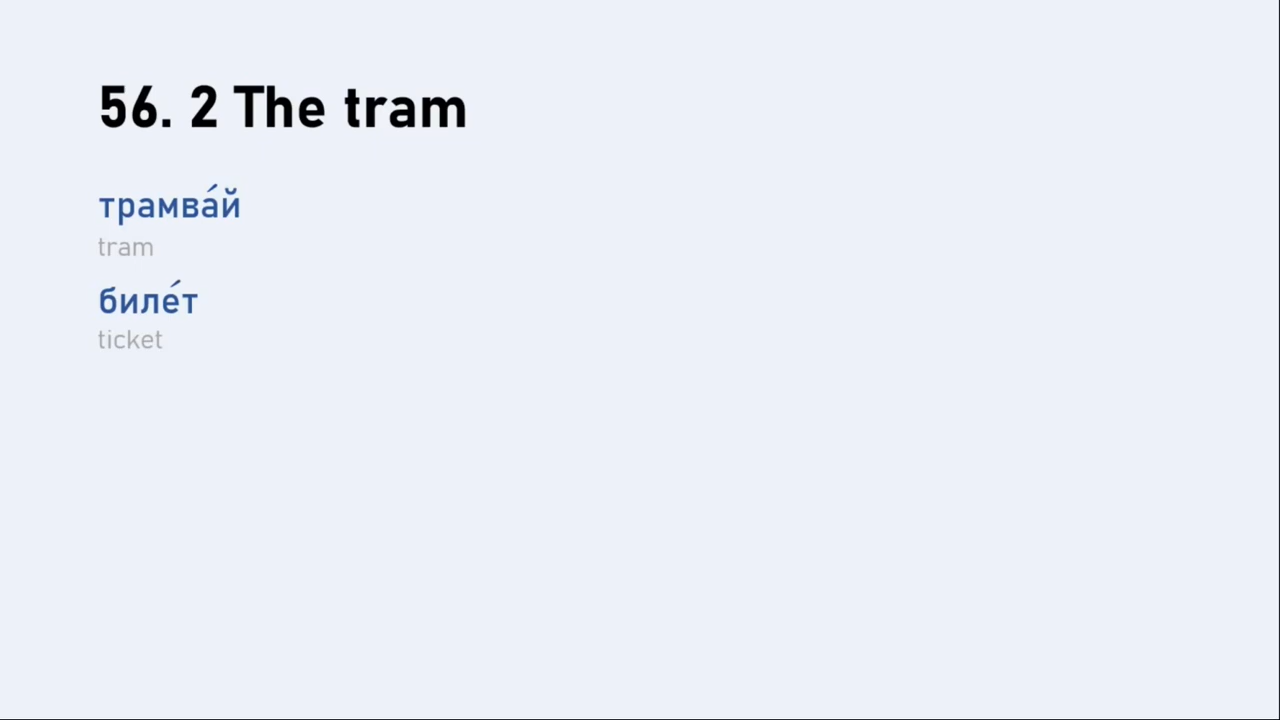 56. 2 The tram
трамва́й
tram
биле́т
ticket